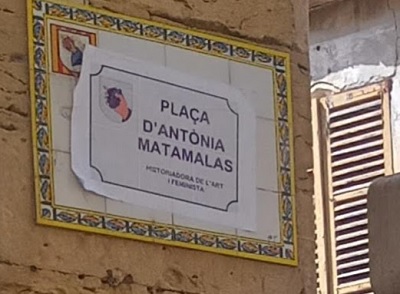 PLAÇA
D'ANTÒNIA
MATAMALAS
HISTORIADORA DE L'ART
I FEMINISTA